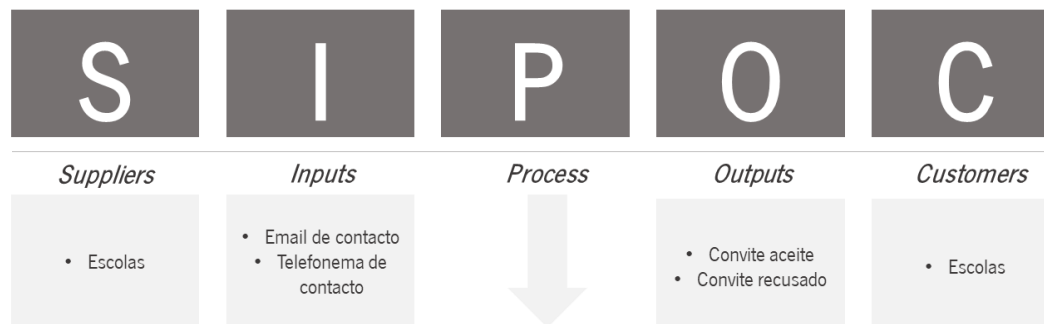 S I P O C
Suppliers Inputs Process Outputs Customers
• Escolas
• Email de contacto
• Telefonema de
contacto
• Convite aceite
• Convite recusado
• Escolas